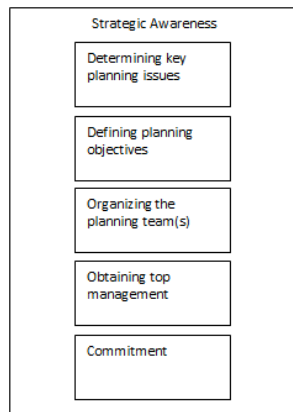 Strategic Awareness
Determining key
planning issues
Defining planning
objectives
Organizing the
planning team(s)
Obtaining top
management
Commitment